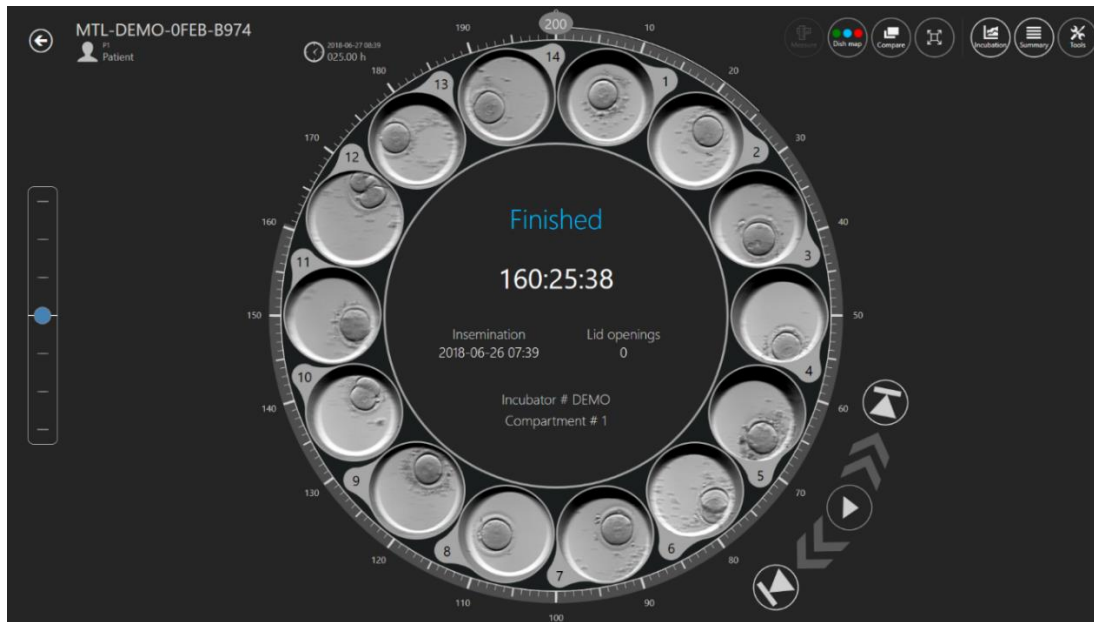 MTL-DEMO-0FEB-B974
P1
Patient
2018-06-27 08:39
025.00 h
Measure
Dish map
Compare
Incubation
Summary
Tools
200
10
20
30
40
50
60
70
80
90
100
110
120
130
140
150
160
170
180
190
1
2
3
4
5
6
7
8
9
10
11
12
13
14
Finished
160:25:38
Insemination
2018-06-26 07:39
Lid openings
0
Incubator # DEMO
Compartment # 1